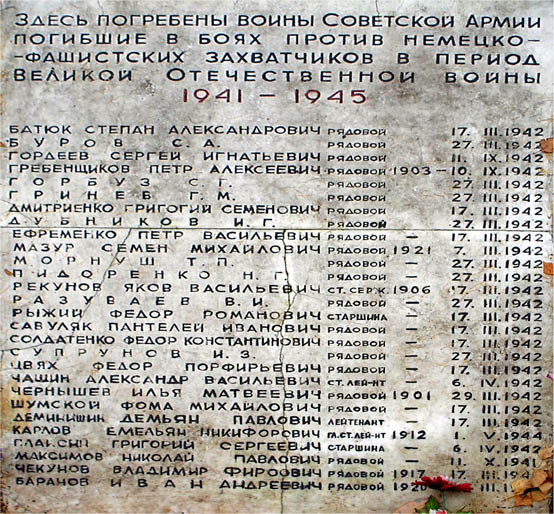 Здесь погребены воины Советской Армии
погибшие в боях против немецко-
-фашистских захватчиков в период
Великой Отечественной войны
1941 – 1945
БАТЮК СТЕПАН АЛЕКСАНДРОВИЧ РЯДОВОЙ — 17. III.1942
БУРОВ С. А. РЯДОВОЙ — 27. III.1942
ГОРДЕЕВ СЕРГЕЙ ИГНАТЬЕВИЧ РЯДОВОЙ — 11. IX.1942
ГРЕБЕНЩИКОВ ПЕТР АЛЕКСЕЕВИЧ РЯДОВОЙ 1903 – 10. IX.1942
ГОРБУЗ С. Г. РЯДОВОЙ — 27. III.1942
ГРИНЕВ Г. М. РЯДОВОЙ — 27. III.1942
ДМИТРИЕНКО ГРИГОРИЙ СЕМЕНОВИЧ РЯДОВОЙ — 17. III.1942
ДУБНИКОВ И. Г. РЯДОВОЙ — 27. III.1942
ЕФРЕМЕНКО ПЕТР ВАСИЛЬЕВИЧ РЯДОВОЙ — 17. III.1942
МАЗУР СЕМЕН МИХАЙЛОВИЧ РЯДОВОЙ 1921 — 7. III.1942
МОРНУШ Т. П. РЯДОВОЙ — 27. III.1942
ПИДОРЕНКО Н. Г. РЯДОВОЙ — 27. III.1942
РЕКУНОВ ЯКОВ ВАСИЛЬЕВИЧ СТ.СЕРЖ. 1906 — 17. III.1942
РАЗУВАЕВ В. И. РЯДОВОЙ — 27. III.1942
РЫЖИЙ ФЕДОР РОМАНОВИЧ СТАРШИНА — 17. III.1942
САВУЛЯК ПАНТЕЛЕЙ ИВАНОВИЧ РЯДОВОЙ — 17. III.1942
СОЛДАТЕНКО ФЕДОР КОНСТАНТИНОВИЧ РЯДОВОЙ — 17. III.1942
СУПРУНОВ И. З. РЯДОВОЙ — 27. III.1942
ЦВЯХ ФЕДОР ПОРФИРЬЕВИЧ РЯДОВОЙ — 17. III.1942
ЧАШИН АЛЕКСАНДР ВАСИЛЬЕВИЧ СТ.ЛЕЙ-НТ — 6. IV.1942
ЧЕРНЫШЕВ ИЛЬЯ МАТВЕЕВИЧ РЯДОВОЙ 1901 — 29. III.1942
ШУМСКОЙ ФОМА МИХАЙЛОВИЧ РЯДОВОЙ — 17. III.1942
ДЕМИНИШИН ДЕМЬЯН ПАВЛОВИЧ ЛЕЙТЕНАНТ — 17. III.1942
КАРЛОВ ЕМЕЛЬЯН НИКИФОРОВИЧ ГЛ.СТ.ЛЕЙ-НТ 1912 — 1. V.1944
ГРИГОРИЙ СЕРГЕЕВИЧ СТАРШИНА — 6. IV.1942
МАКСИМОВ НИКОЛАЙ ПАВЛОВИЧ РЯДОВОЙ — 11. X.1941
ЧЕКУНОВ ВЛАДИМИР РЯДОВОЙ 1917 — 17. III.1942
БАРАНОВ ИВАН АНДРЕЕВИЧ РЯДОВОЙ